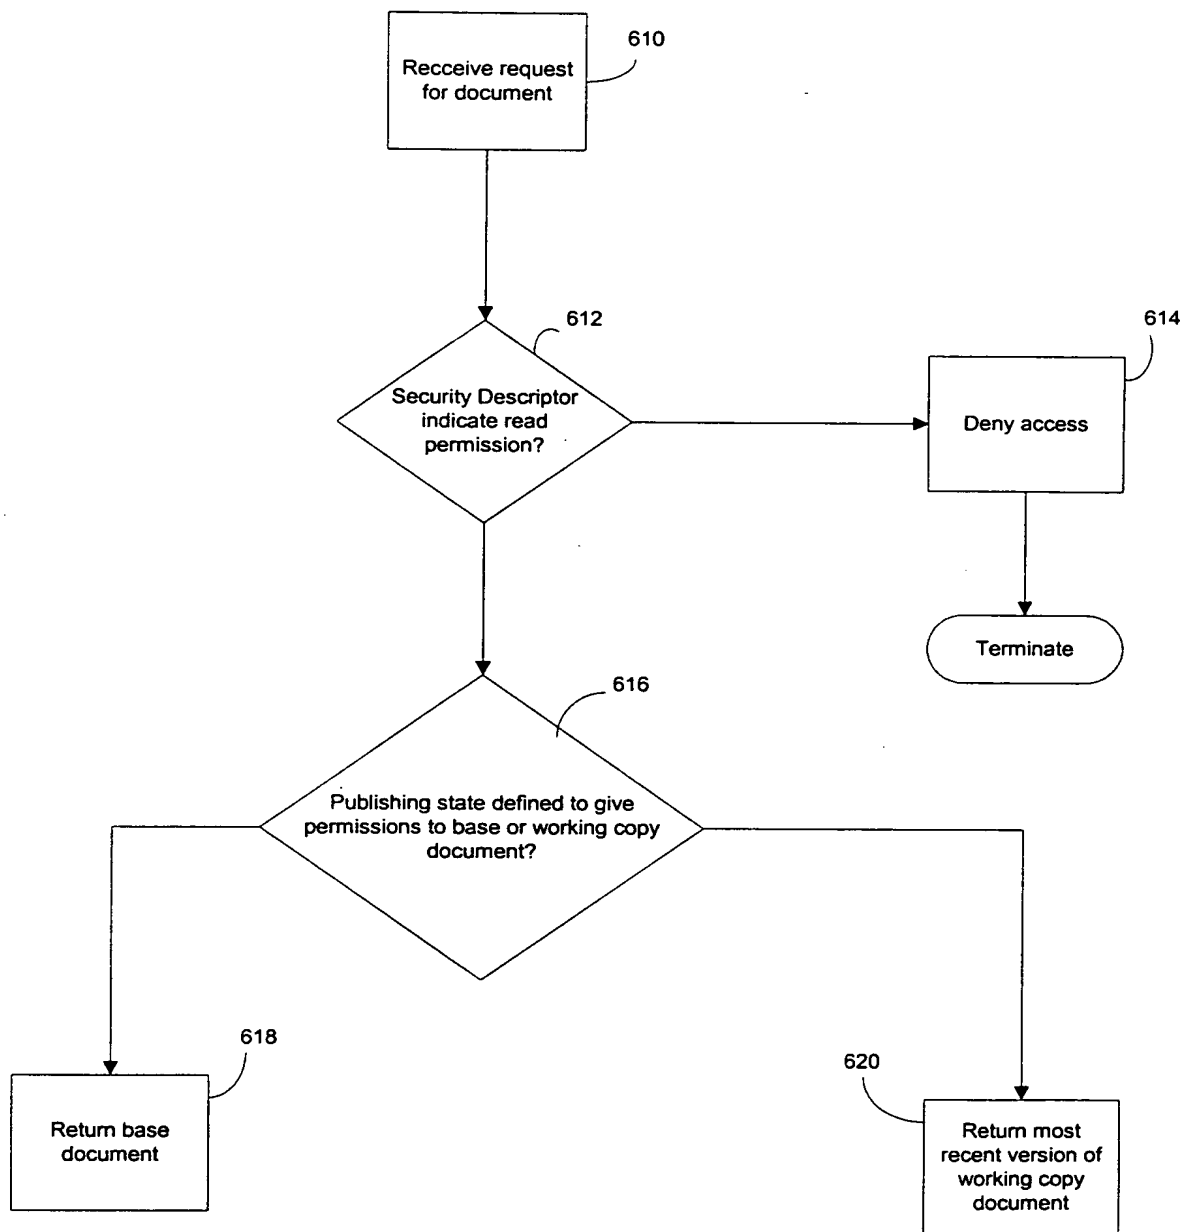 610
Recceive request
for document
612
Security Descriptor
indicate read
permission?
614
Deny access
Terminate
616
Publishing state defined to give
permissions to base or working copy
document?
618
Return base
document
620
Return most
recent version of
working copy
document